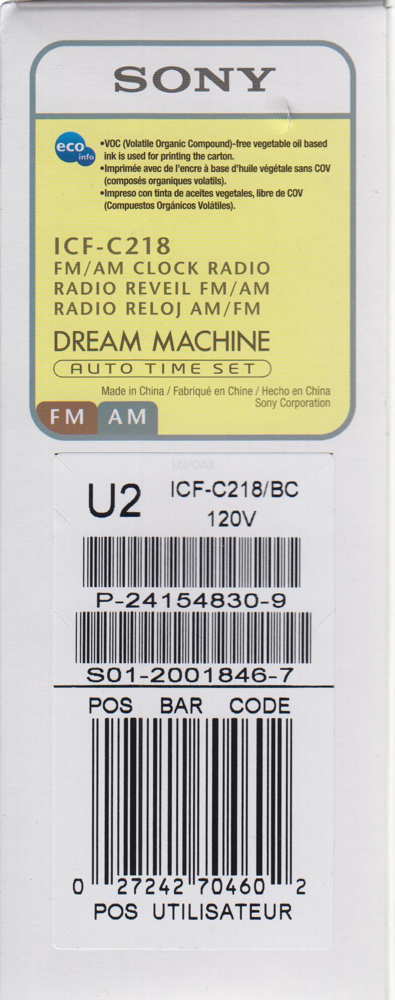 SONY
eco
info
•VOC (Volatile Organic Compound)-free vegetable oil based
ink is used for printing the carton.
•Imprimée avec de l'encre à base d'huile végétale sans COV
(composés organiques volatils).
•Impreso con tinta de aceites vegetales, libre de COV
(Compuestos Orgánicos Volátiles).
ICF-C218
FM/AM CLOCK RADIO
RADIO REVEIL FM/AM
RADIO RELOJ AM/FM
DREAM MACHINE
AUTO TIME SET
Made in China / Fabriqué en Chine / Hecho en China
Sony Corporation
FM AM
U2/CA2
U2 ICF-C218/BC
120V
P-24154830-9
S01-2001846-7
POS BAR CODE
0 27242 70460 2
POS UTILISATEUR